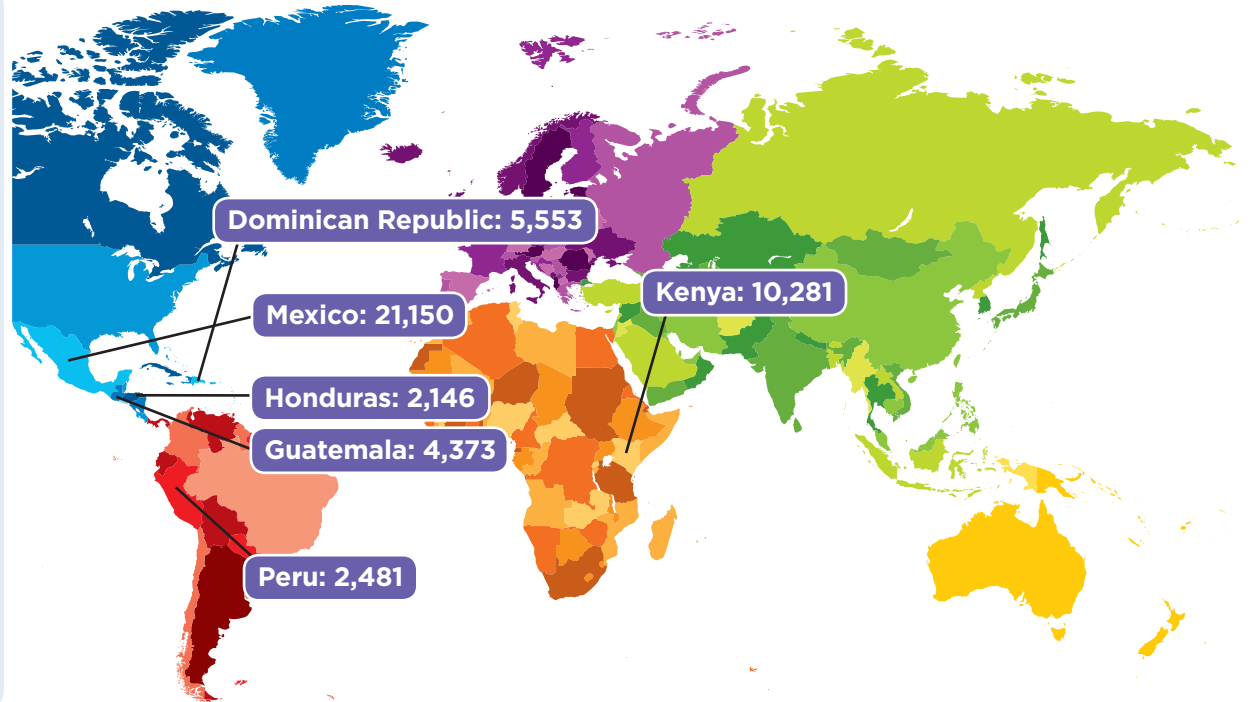 Dominican Republic: 5,553
Kenya: 10,281
Mexico: 21,150
Honduras: 2,146
Guatemala: 4,373
Peru: 2,481